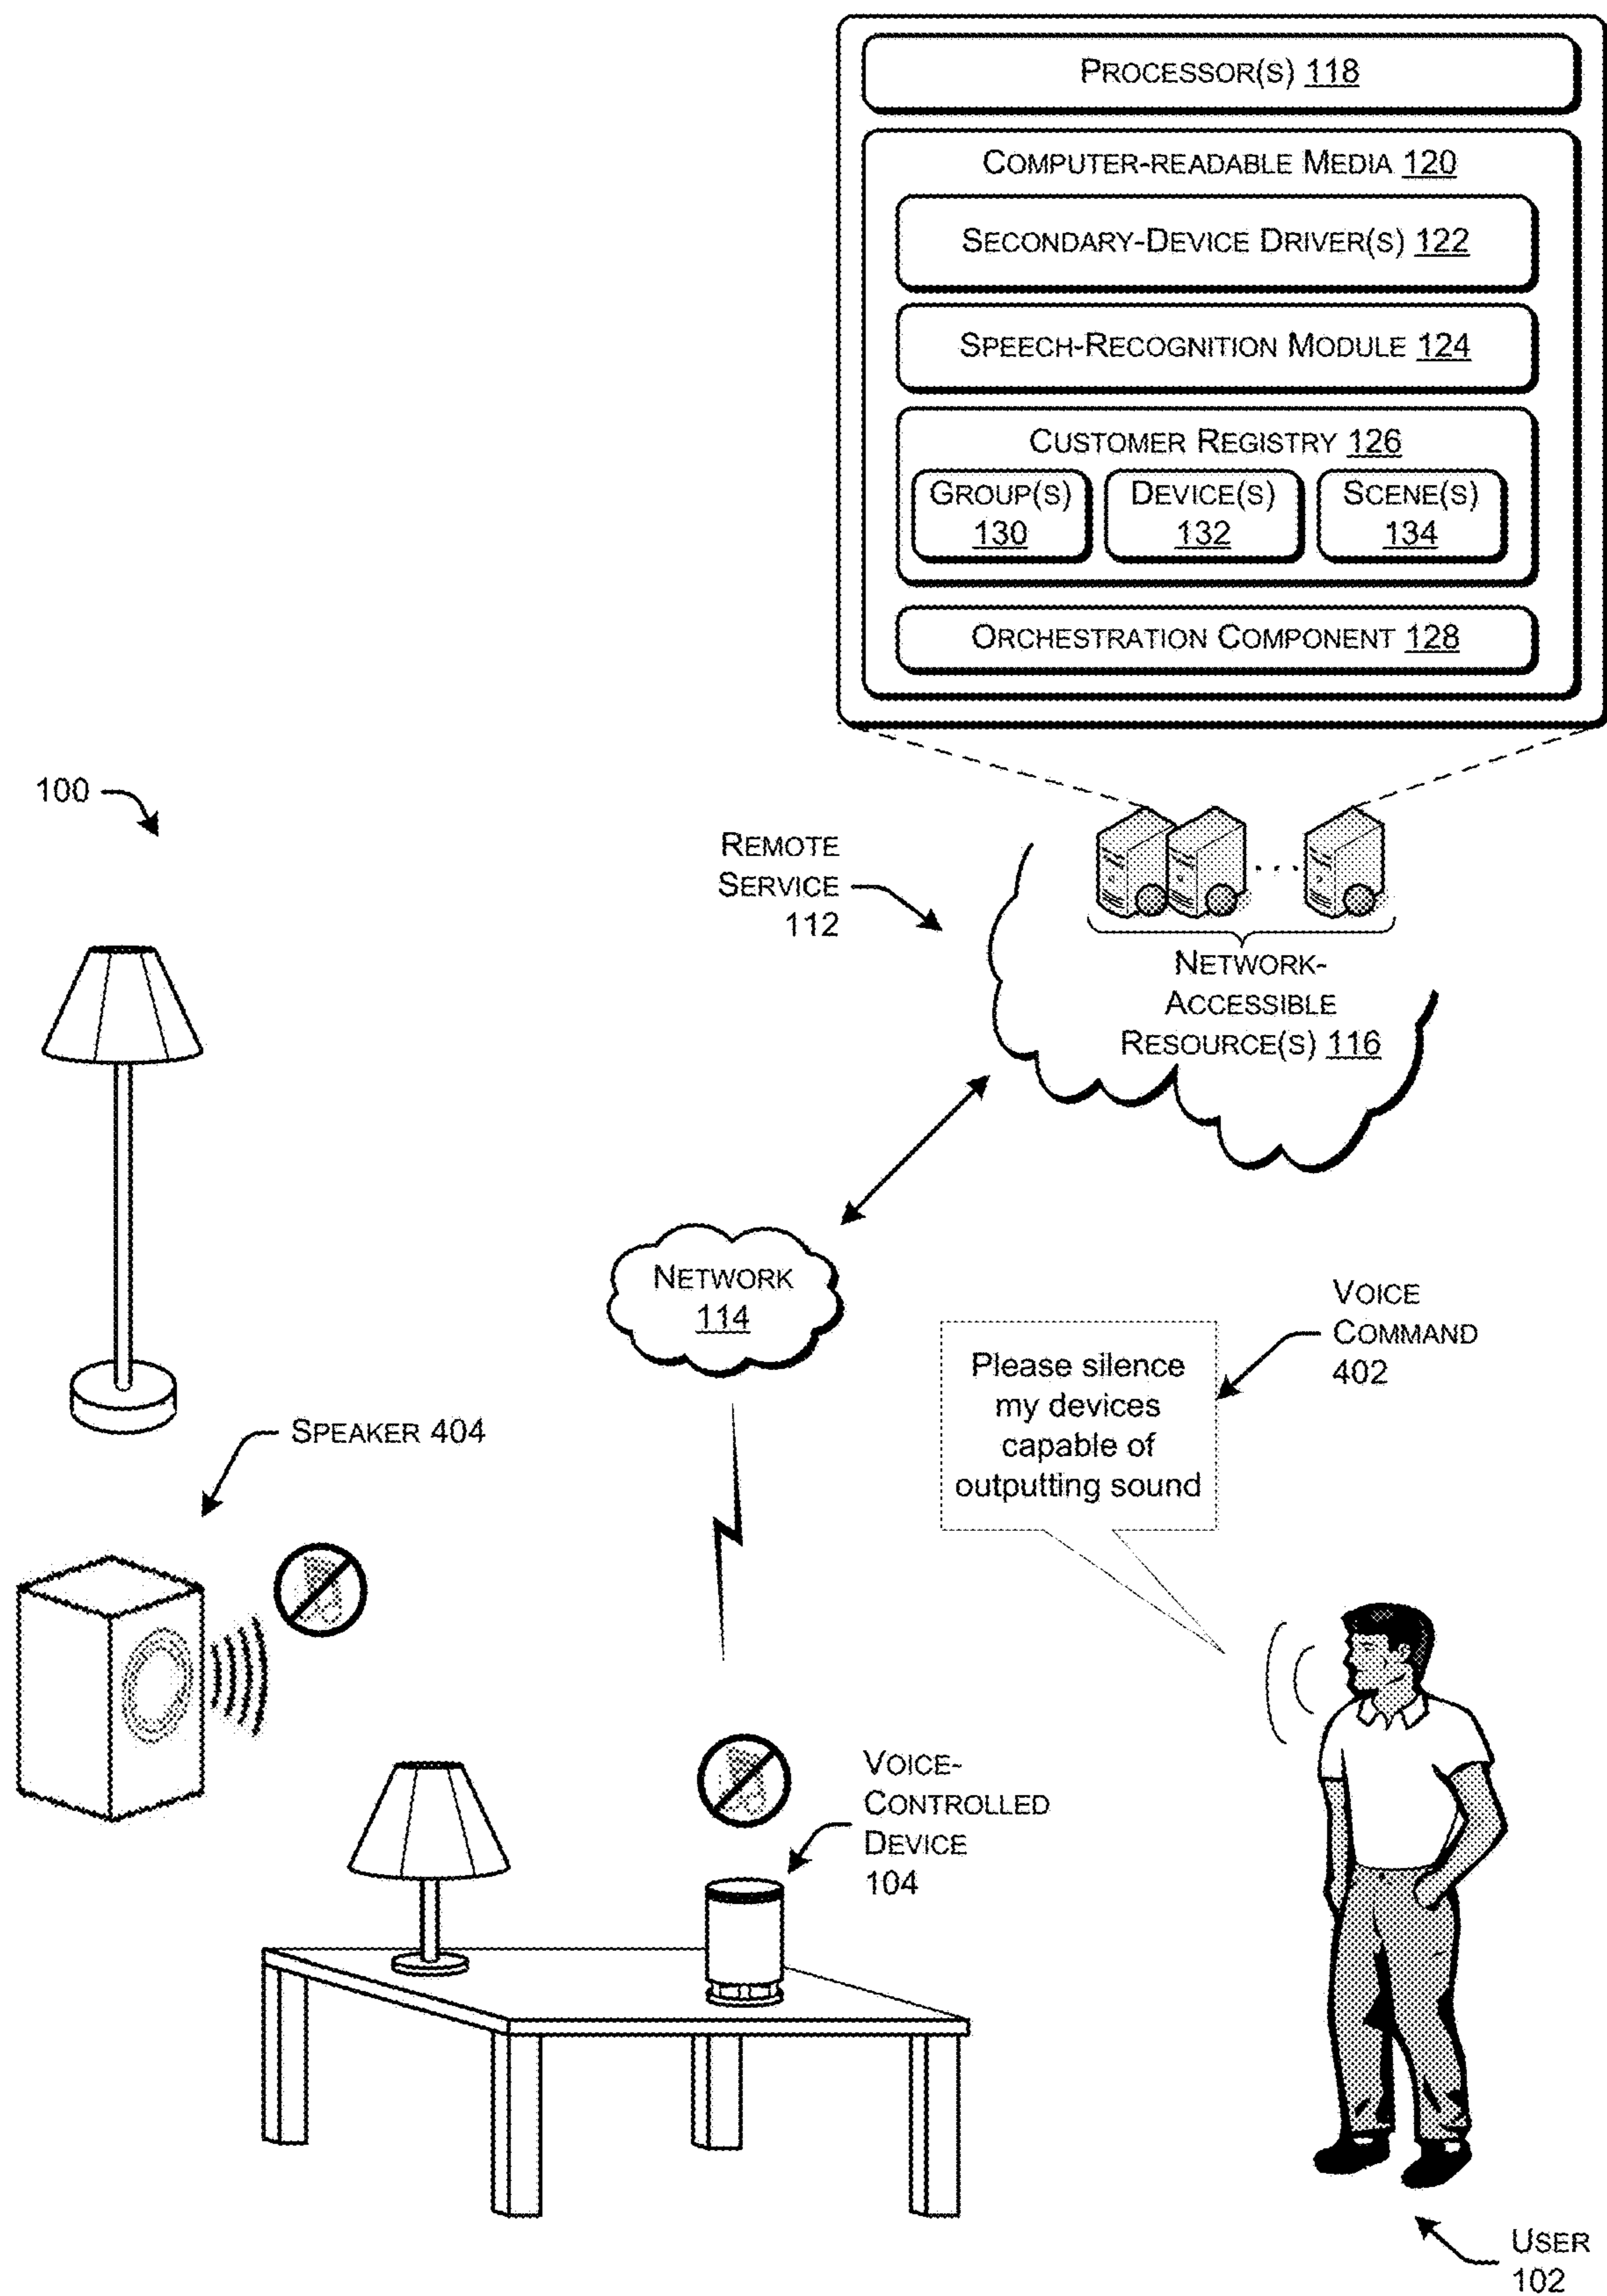 PROCESSOR(S) 118
COMPUTER-READABLE MEDIA 120
SECONDARY-DEVICE DRIVER(S) 122
SPEECH-RECOGNITION MODULE 124
CUSTOMER REGISTRY 126
GROUP(S)
130
DEVICE(S)
132
SCENE(S)
134
ORCHESTRATION COMPONENT 128
100
REMOTE
SERVICE
112
NETWORK-
ACCESSIBLE
RESOURCE(S) 116
NETWORK
114
VOICE
COMMAND
402
Please silence
my devices
capable of
outputting sound
SPEAKER 404
VOICE-
CONTROLLED
DEVICE
104
USER
102